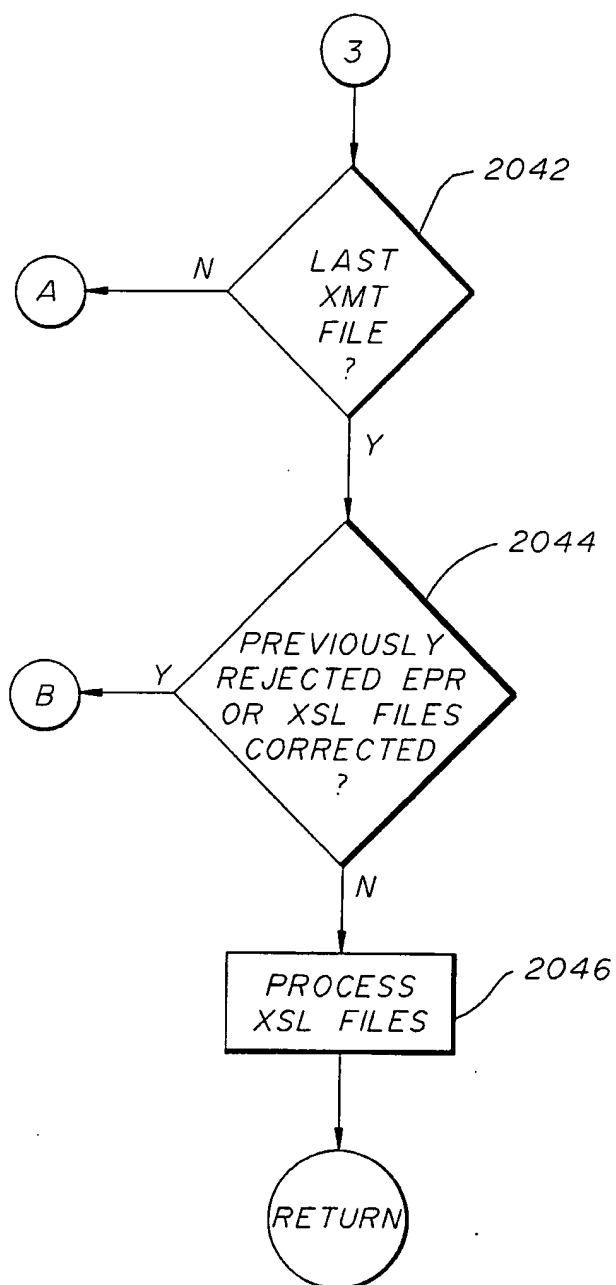 3
2042
LAST
XMT
FILE
?
N
A
Y
2044
PREVIOUSLY
REJECTED EPR
OR XSL FILES
CORRECTED
?
Y
B
N
2046
PROCESS
XSL FILES
RETURN